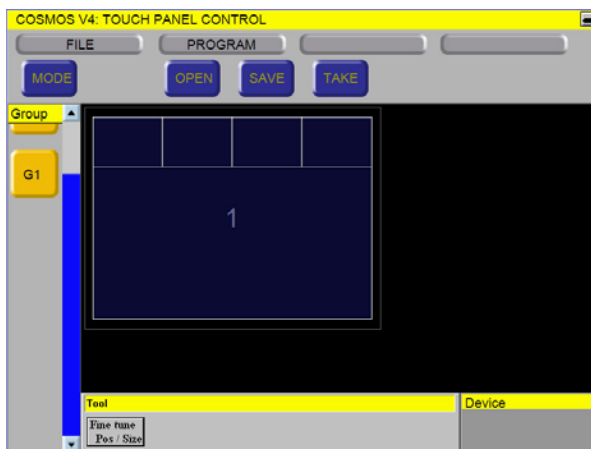 COSMOS V4: TOUCH PANEL CONTROL
FILE PROGRAM
MODE OPEN SAVE TAKE
Group
G1
1
Tool
Device
Fine tune
Pos / Size